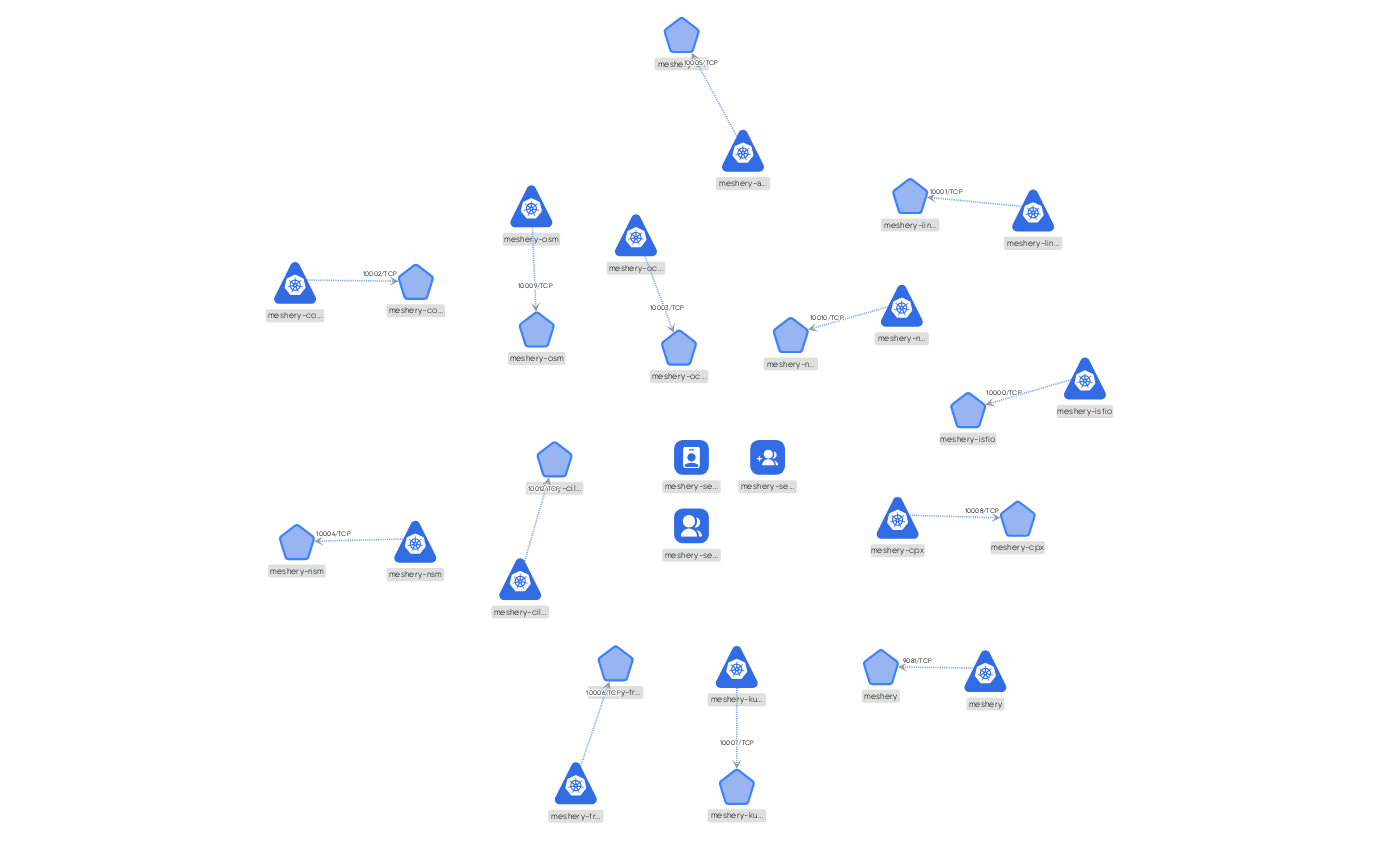 10005/TCP
meshery-a...
10001/TCP
meshery-lin...
meshery-lin...
meshery-osm
meshery-oc...
10002/TCP
meshery-co...
meshery-co...
10009/TCP
10003/TCP
10010/TCP
meshery-n...
meshery-n...
meshery-osm
meshery-oc...
10000/TCP
meshery-istio
meshery-istio
10012/TCP
meshery-se...
meshery-se...
10008/TCP
meshery-cpx
meshery-cpx
10004/TCP
meshery-nsm
meshery-nsm
meshery-se...
meshery-cil...
9081/TCP
10006/TCP
meshery-ku...
meshery
meshery
10007/TCP
meshery-tr...
meshery-ku...